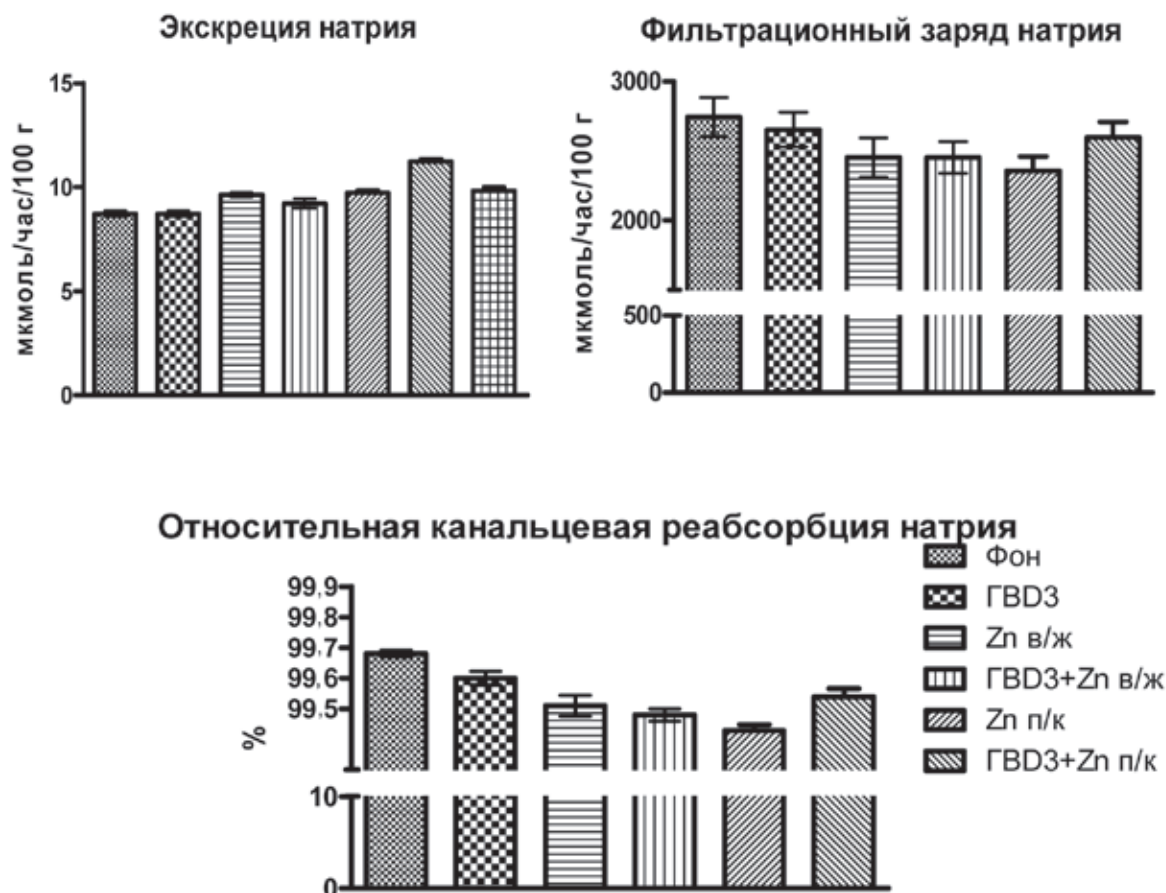 Экскреция натрия
мкмоль/час/100 г
15
10
5
0
Фильтрационный заряд натрия
мкмоль/час/100 г
3000
2000
500
0
Относительная канальцевая реабсорбция натрия
%
99,9
99,8
99,7
99,6
99,5
10
0
Фон
ГВD3
Zn в/ж
ГВD3+Zn в/ж
Zn п/к
ГВD3+Zn п/к